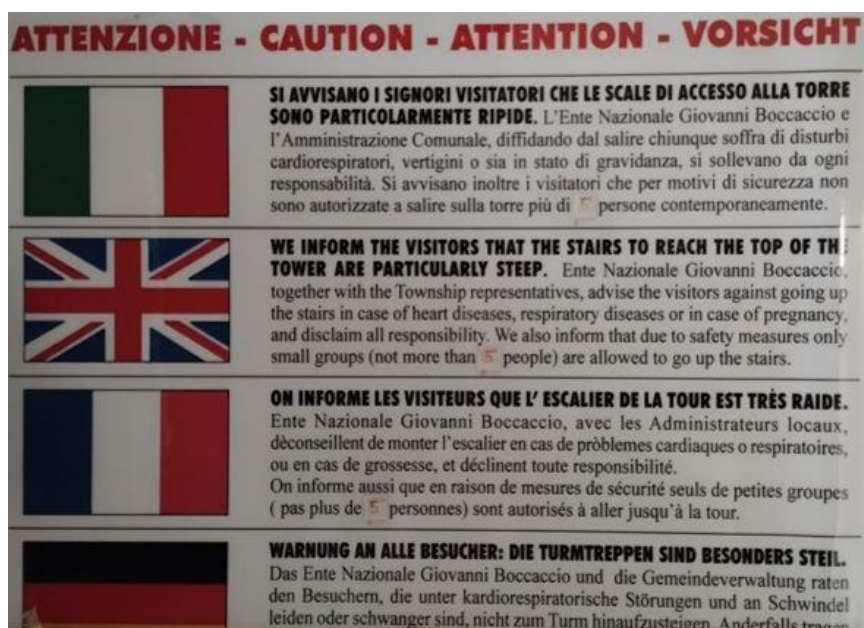 ATTENZIONE - CAUTION - ATTENTION - VORSICHT
SI AVVISANO I SIGNORI VISITATORI CHE LE SCALE DI ACCESSO ALLA TORRE
SONO PARTICOLARMENTE RIPIDE. L'Ente Nazionale Giovanni Boccaccio e
l'Amministrazione Comunale, diffidando dal salire chiunque soffra di disturbi
cardiorespiratori, vertigini o sia in stato di gravidanza, si sollevano da ogni
responsabilità. Si avvisano inoltre i visitatori che per motivi di sicurezza non
sono autorizzate a salire sulla torre più di 5 persone contemporaneamente.
WE INFORM THE VISITORS THAT THE STAIRS TO REACH THE TOP OF THE
TOWER ARE PARTICULARLY STEEP. Ente Nazionale Giovanni Boccaccio,
together with the Township representatives, advise the visitors against going up
the stairs in case of heart diseases, respiratory diseases or in case of pregnancy,
and disclaim all responsibility. We also inform that due to safety measures only
small groups (not more than 5 people) are allowed to go up the stairs.
ON INFORME LES VISITEURS QUE L' ESCALIER DE LA TOUR EST TRÈS RAIDE.
Ente Nazionale Giovanni Boccaccio, avec les Administrateurs locaux,
dèconseillent de monter l'escalier en cas de pròblemes cardiaques o respiratoires,
ou en cas de grossesse, et déclinent toute responsibilité.
On informe aussi que en raison de mesures de sécurité seuls de petites groupes
( pas plus de 5 personnes) sont autorisés à aller jusqu'à la tour.
WARNUNG AN ALLE BESUCHER: DIE TURMTREPPEN SIND BESONDERS STEIL.
Das Ente Nazionale Giovanni Boccaccio und die Gemeindeverwaltung raten
den Besuchern, die unter kardiorespiratorische Störungen und an Schwindel
leiden oder schwanger sind, nicht zum Turm hinaufzusteigen. Anderfalls tragen